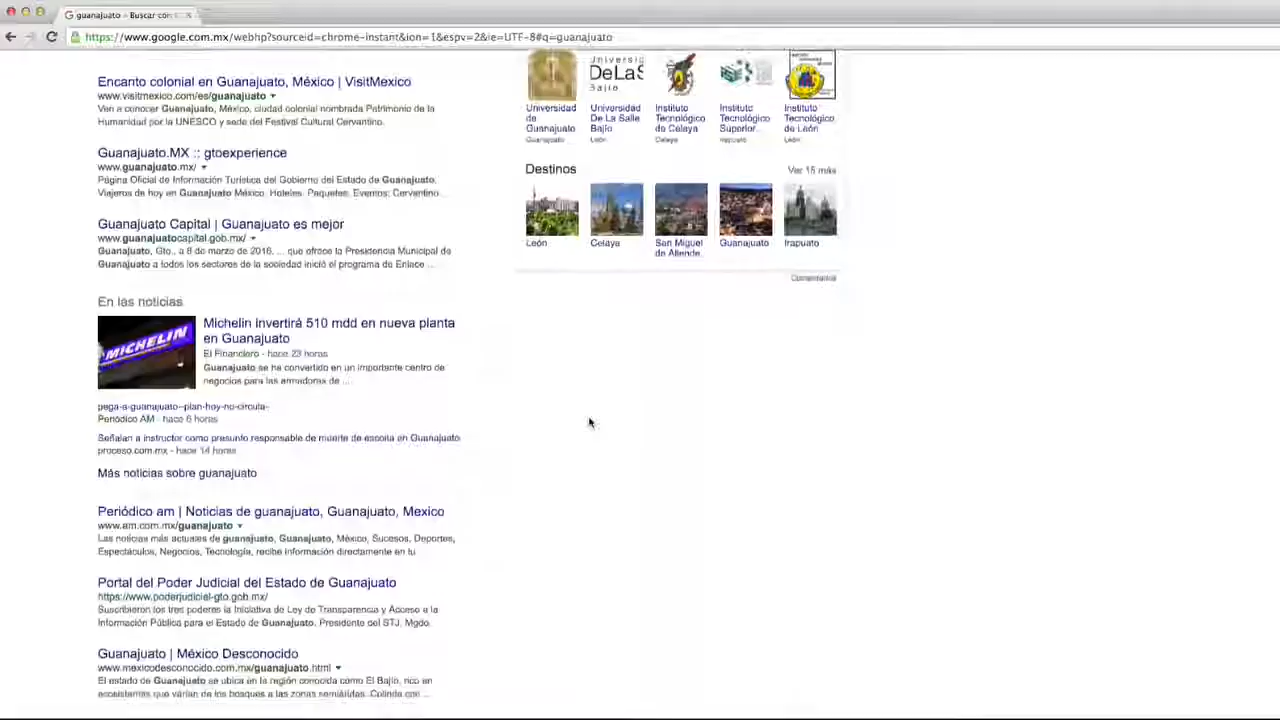 guanajuato - Buscar con
https://www.google.com.mx/webhp?sourceid=chrome-instant&ion=1&espv=2&ie=UTF-8#q=guanajuato
Encanto colonial en Guanajuato, México | VisitMexico
www.visitmexico.com/es/guanajuato
Ven a conocer Guanajuato, México, ciudad colonial nombrada Patrimonio de la
Humanidad por la UNESCO y sede del Festival Cultural Cervantino.
Guanajuato.MX :: gtoexperience
www.guanajuato.mx/
Página Oficial de Información Turística del Gobierno del Estado de Guanajuato.
Viajeros de hoy en Guanajuato México. Hoteles. Paquetes. Eventos: Cervantino ...
Guanajuato Capital | Guanajuato es mejor
www.guanajuatocapital.gob.mx/
Guanajuato, Gto., a 8 de marzo de 2016. ... que ofrece la Presidencia Municipal de
Guanajuato a todos los sectores de la sociedad inició el programa de Enlace ...
En las noticias
MICHELIN
Michelin invertirá 510 mdd en nueva planta
en Guanajuato
El Financiero - hace 23 horas
Guanajuato se ha convertido en un importante centro de
negocios para las armadoras de ...
pega-a-guanajuato--plan-hoy-no-circula-
Periódico AM - hace 6 horas
Señalan a instructor como presunto responsable de muerte de escolta en Guanajuato
proceso.com.mx - hace 14 horas
Más noticias sobre guanajuato
Periódico am | Noticias de guanajuato, Guanajuato, Mexico
www.am.com.mx/guanajuato
Las noticias más actuales de guanajuato, Guanajuato, México, Sucesos, Deportes,
Espectáculos, Negocios, Tecnología, recibe información directamente en tu
Portal del Poder Judicial del Estado de Guanajuato
https://www.poderjudicial-gto.gob.mx/
Suscribieron los tres poderes la Iniciativa de Ley de Transparencia y Acceso a la
Información Pública para el Estado de Guanajuato. Presidente del STJ, Mgdo.
Guanajuato | México Desconocido
www.mexicodesconocido.com.mx/guanajuato.html
El estado de Guanajuato se ubica en la región conocida como El Bajío, rico en
ecosistemas que varían de los bosques a las zonas semiáridas. Colinda con ...
Universi
DeLaS
Bajío
Universidad
de
Guanajuato
Guanajuato
Universidad
De La Salle
Bajío
León
Instituto
Tecnológico
de Celaya
Celaya
Instituto
Tecnológico
Superior...
Irapuato
Instituto
Tecnológico
de León
León
Destinos
Ver 15 más
León
Celaya
San Miguel
de Allende
Guanajuato
Irapuato
Comentarios